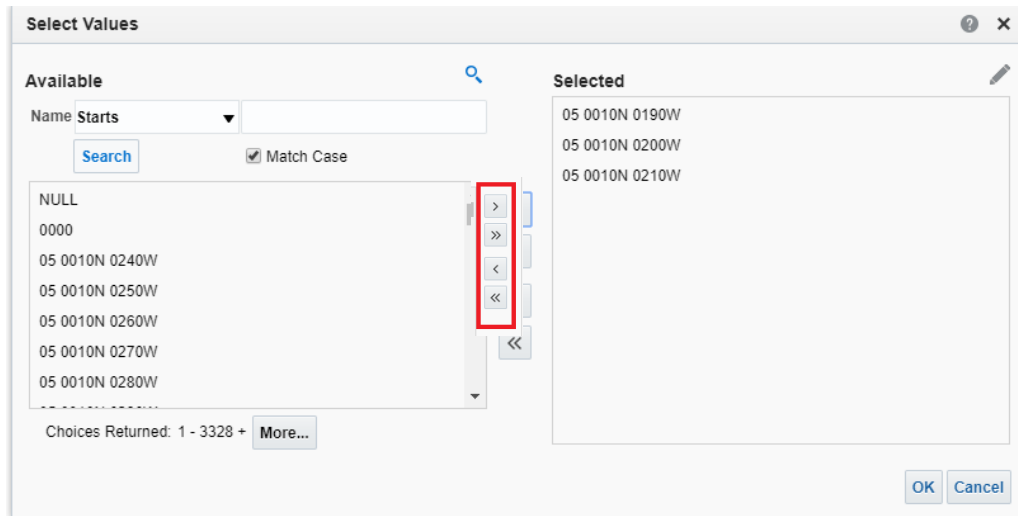 Select Values
Available
Name Starts
Search Match Case
NULL
0000
05 0010N 0240W
05 0010N 0250W
05 0010N 0260W
05 0010N 0270W
05 0010N 0280W
Choices Returned: 1 - 3328 + More...
> 
»
<
«
«
Selected
05 0010N 0190W
05 0010N 0200W
05 0010N 0210W
OK Cancel